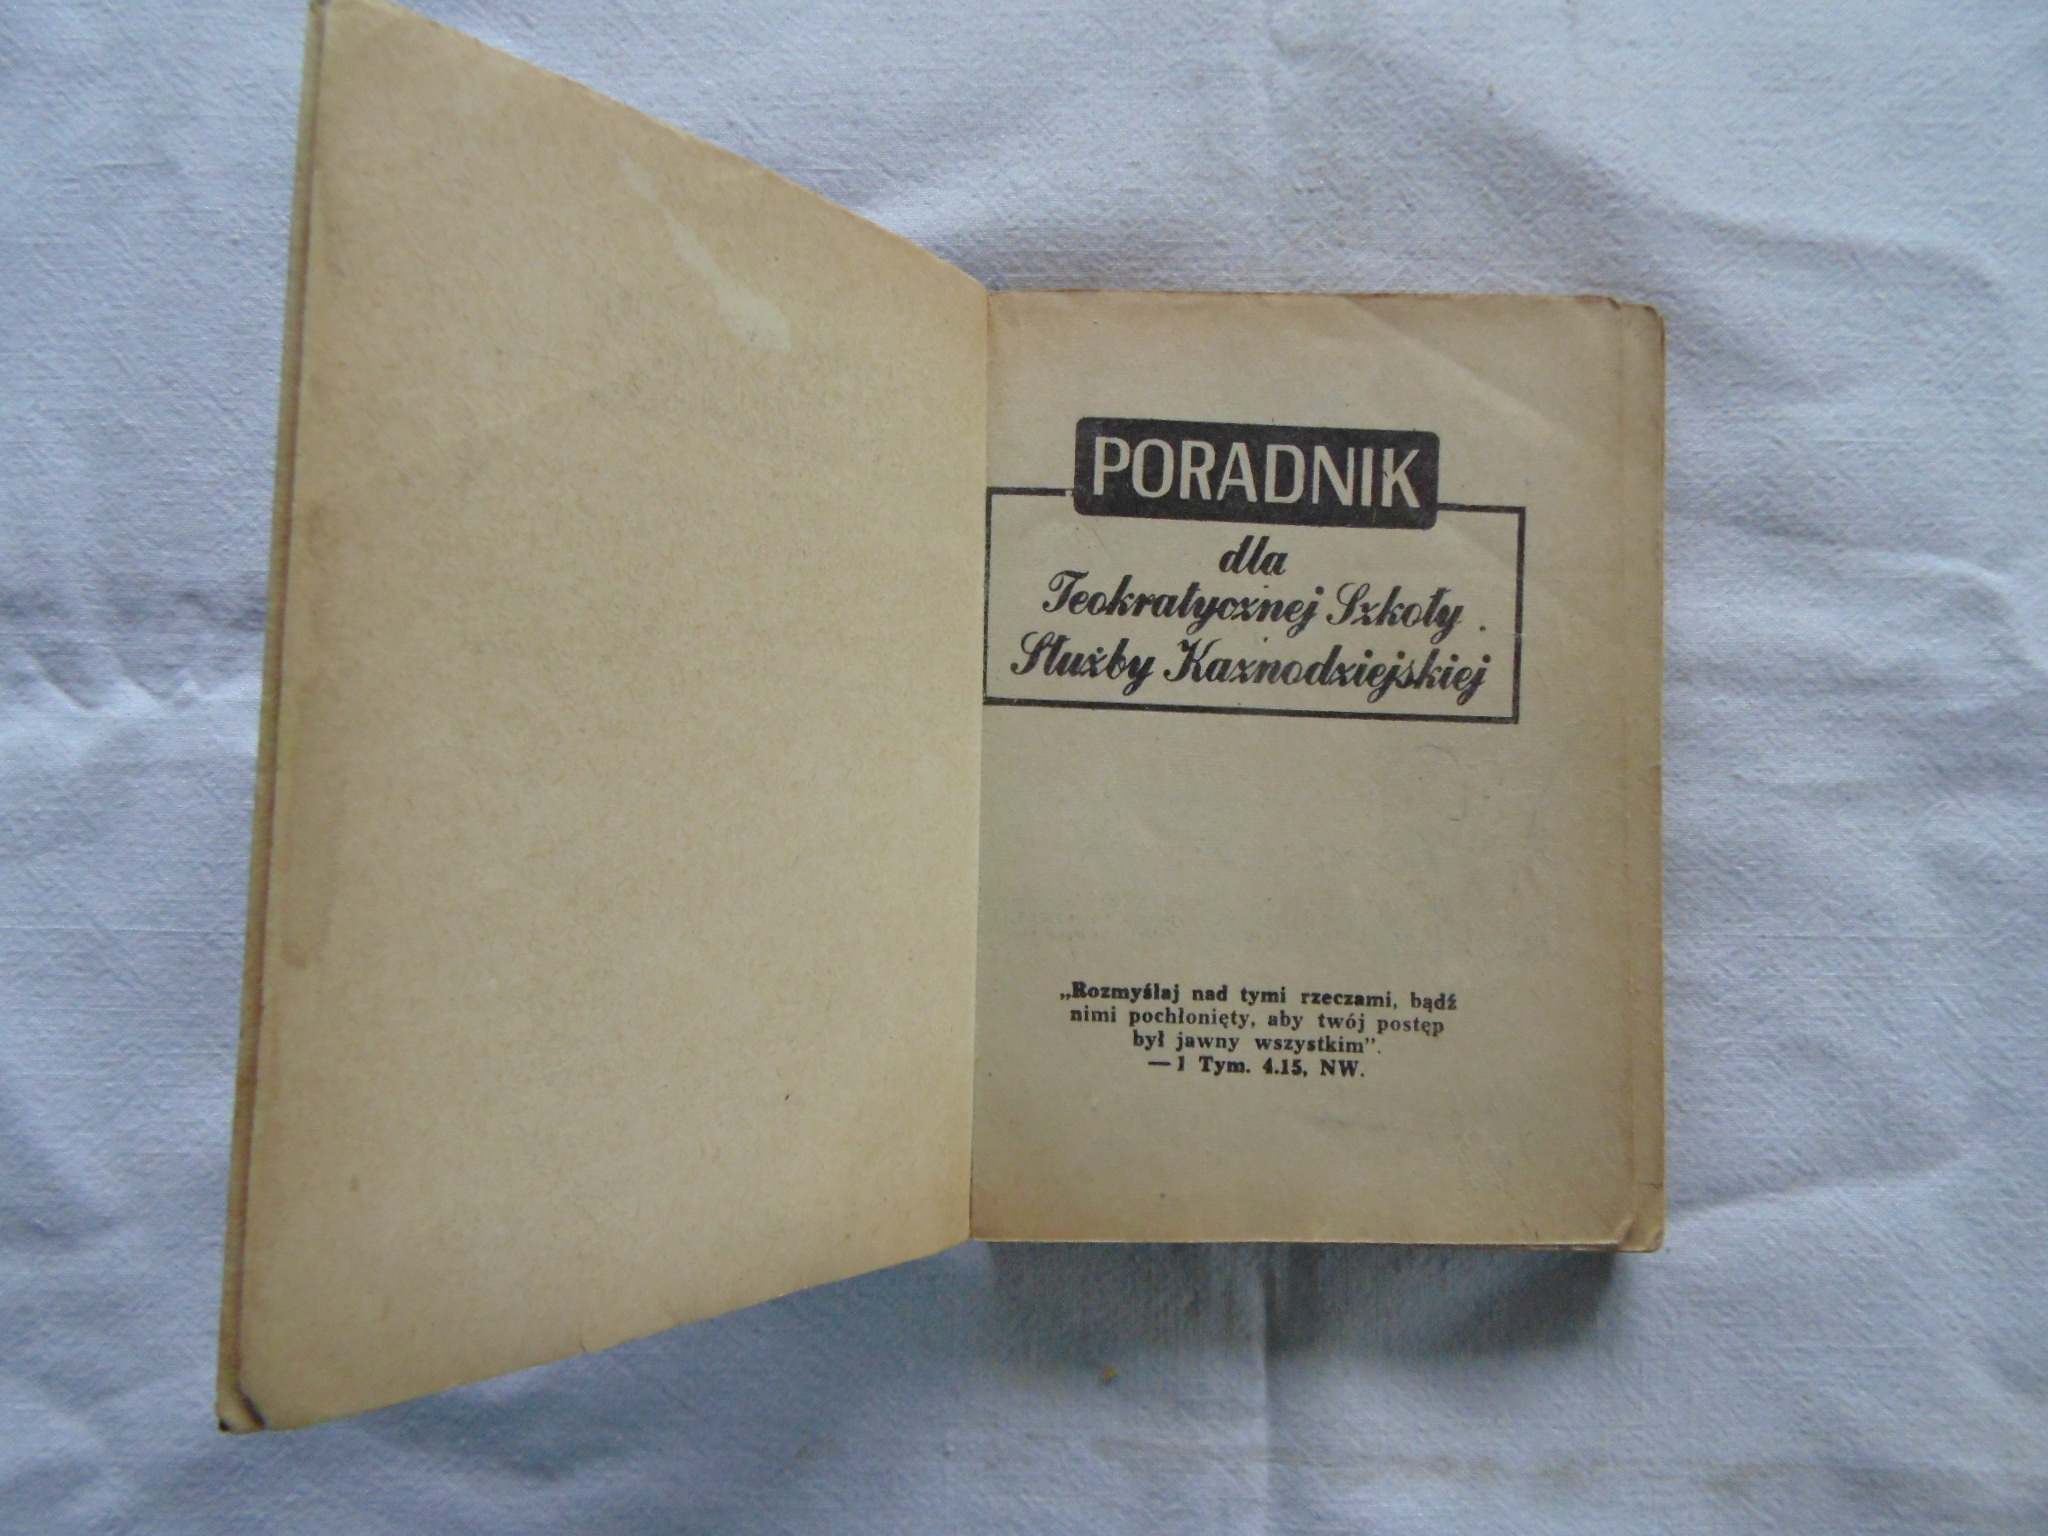 PORADNIK
dla
Teokratycznej Szkoły
Służby Kaznodziejskiej
„Rozmyślaj nad tymi rzeczami, bądź
nimi pochłonięty, aby twój postęp
był jawny wszystkim”.
— 1 Tym. 4.15, NW.